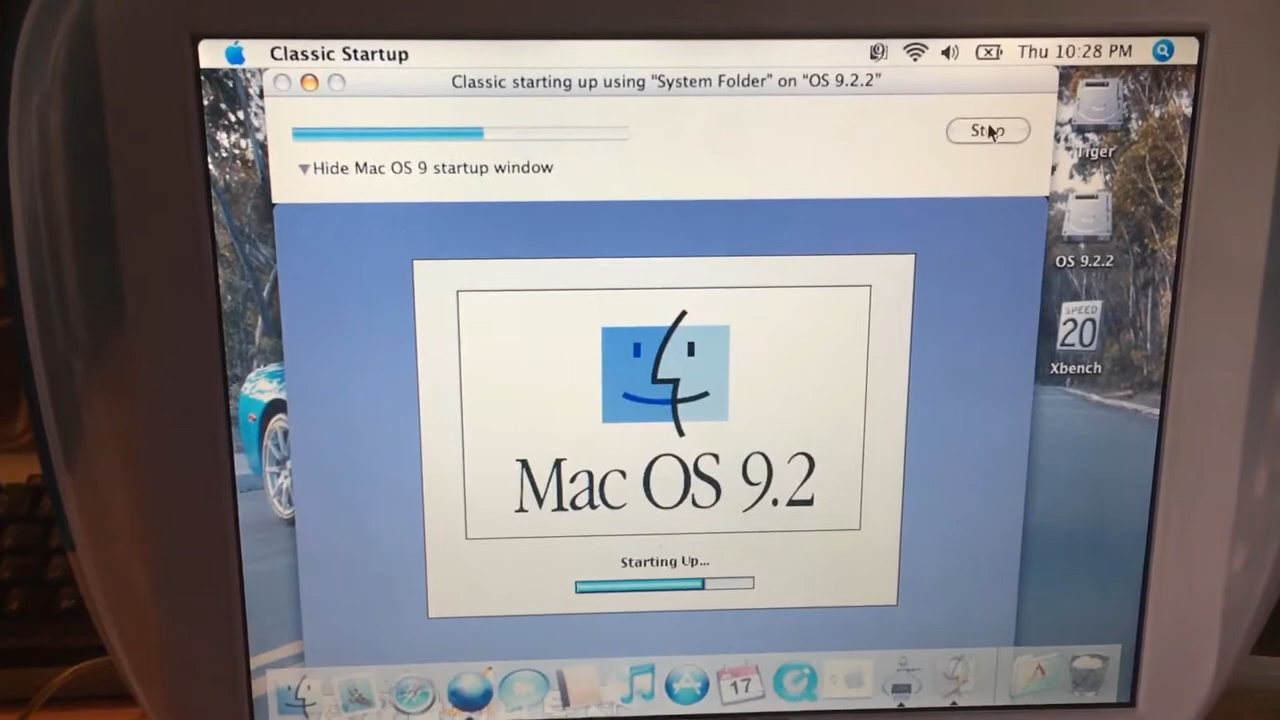 Classic Startup
9
Thu 10:28 PM
Classic starting up using "System Folder" on "OS 9.2.2"
Stop
Hide Mac OS 9 startup window
Tiger
OS 9.2.2
SPEED
20
Xbench
Mac OS 9.2
Starting Up...
17